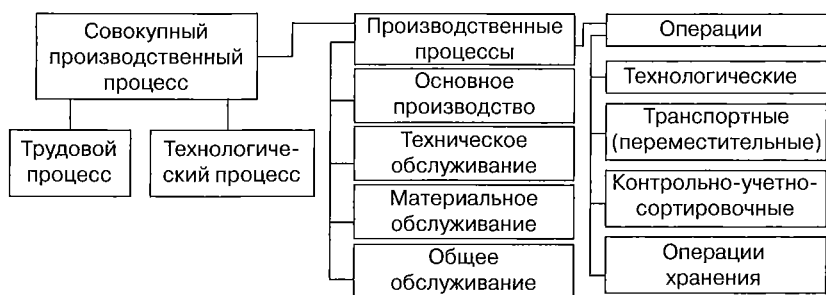 Совокупный
производственный
процесс
Трудовой
процесс
Технологиче-
ский процесс
Производственные
процессы
Основное
производство
Техническое
обслуживание
Материальное
обслуживание
Общее
обслуживание
Операции
Технологические
Транспортные
(переместительные)
Контрольно-учетно-
сортировочные
Операции
хранения